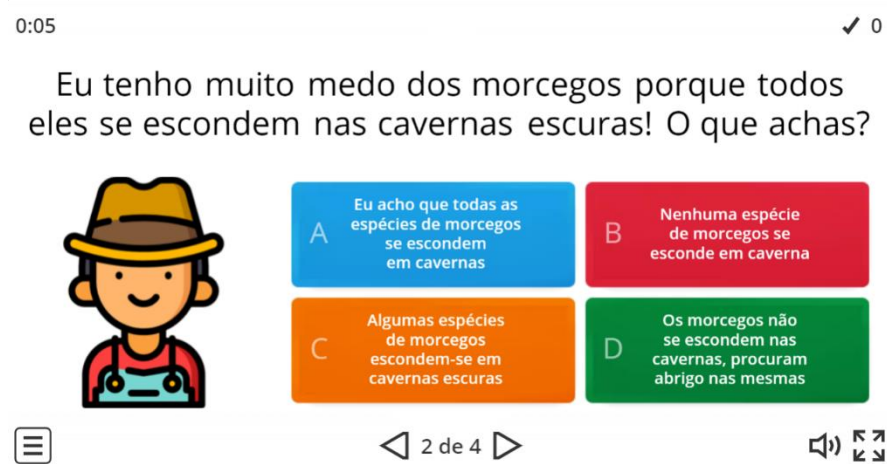 0:05
0
Eu tenho muito medo dos morcegos porque todos
eles se escondem nas cavernas escuras! O que achas?
A
Eu acho que todas as
espécies de morcegos
se escondem
em cavernas
B
Nenhuma espécie
de morcegos se
esconde em caverna
C
Algumas espécies
de morcegos
escondem-se em
cavernas escuras
D
Os morcegos não
se escondem nas
cavernas, procuram
abrigo nas mesmas
2 de 4